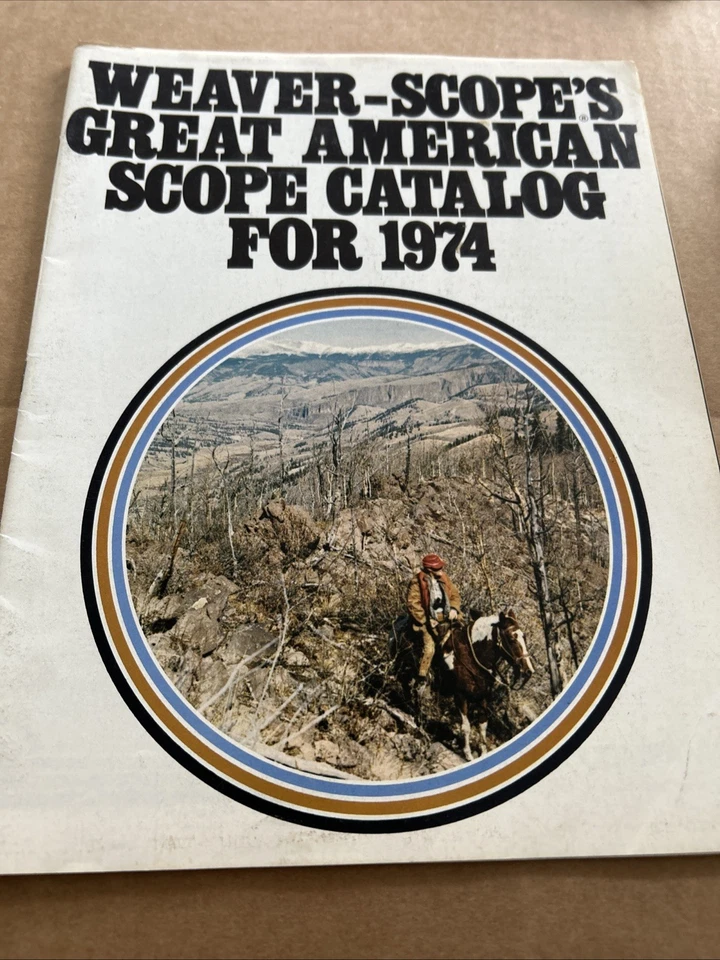 WEAVER-SCOPE'S
GREAT AMERICAN®
SCOPE CATALOG
FOR 1974